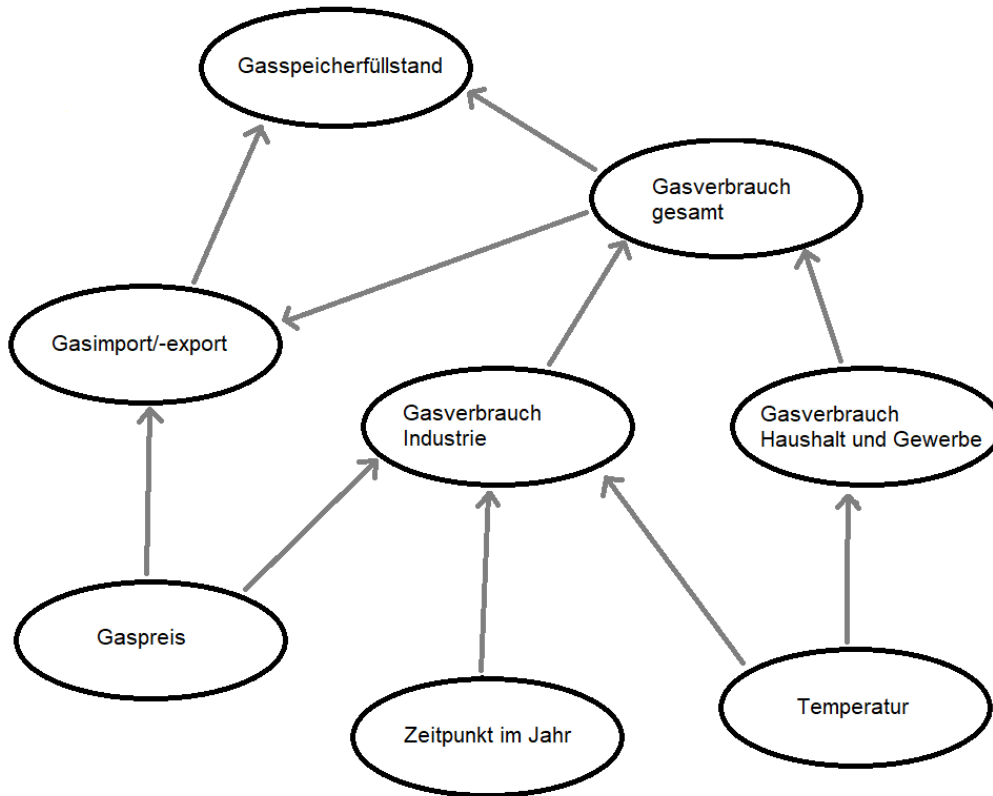 Gasspeicherfüllstand
Gasverbrauch
gesamt
Gasimport/-export
Gasverbrauch
Industrie
Gasverbrauch
Haushalt und Gewerbe
Gaspreis
Zeitpunkt im Jahr
Temperatur